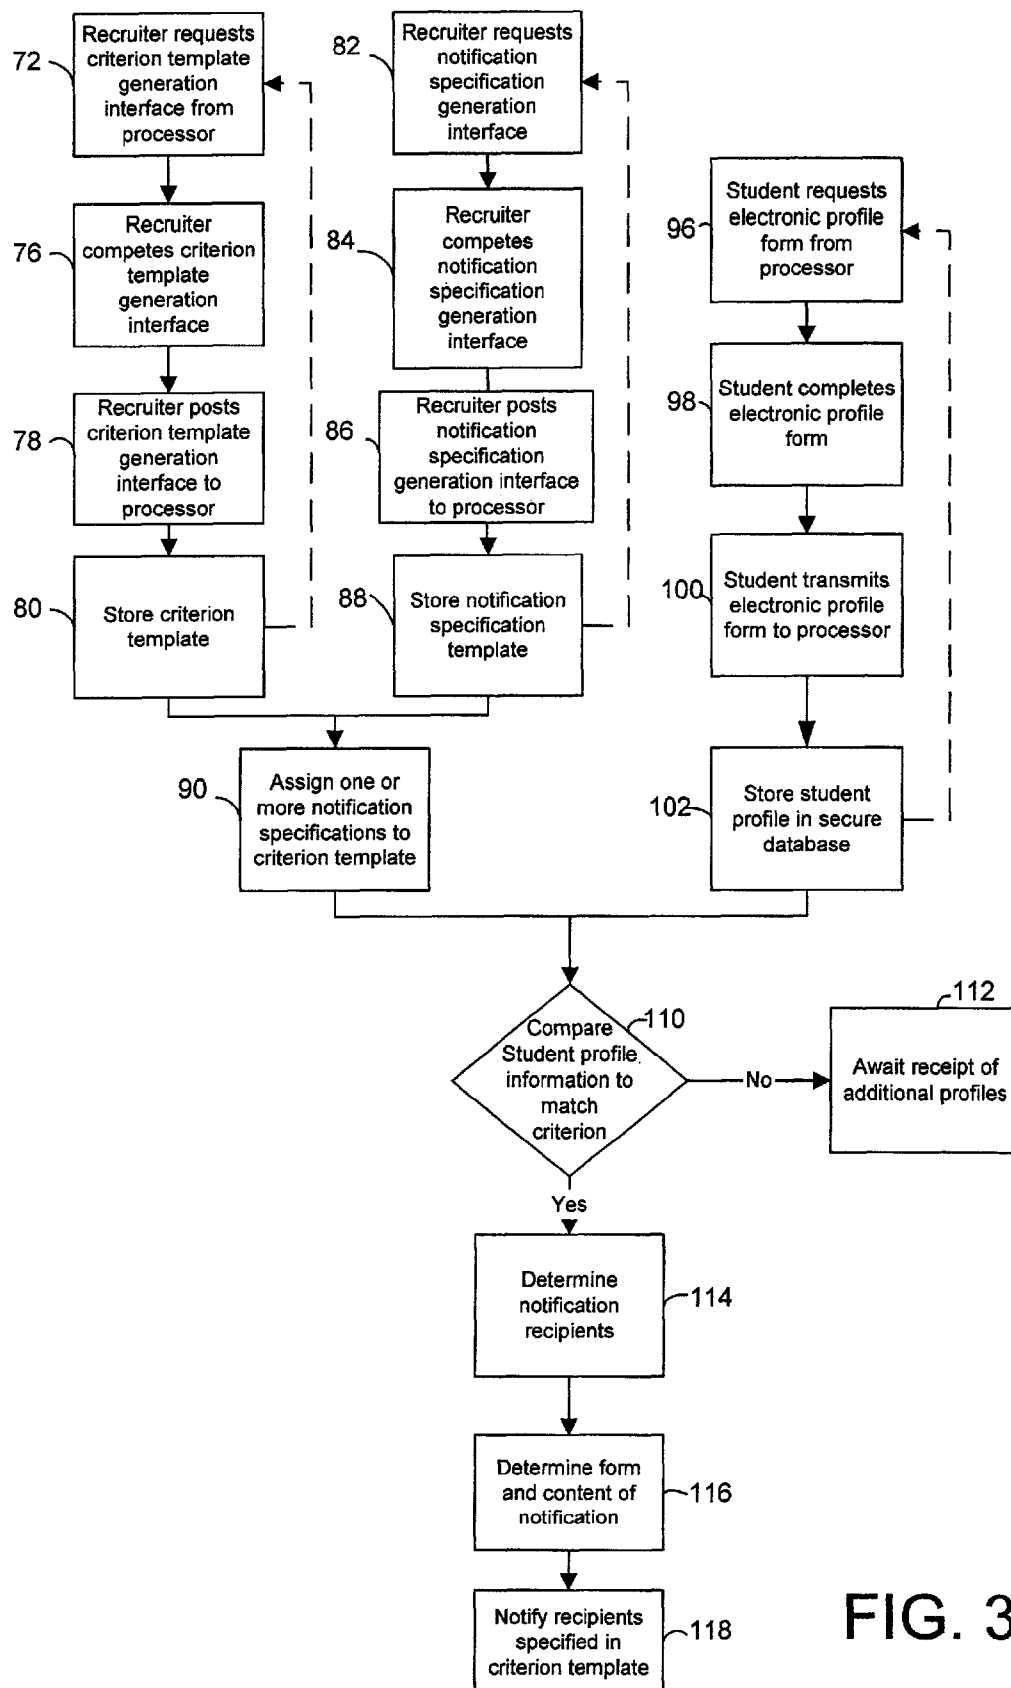 72
Recruiter requests
criterion template
generation
interface from
processor
76
Recruiter
competes criterion
template
generation
interface
78
Recruiter posts
criterion template
generation
interface to
processor
80
Store criterion
template
82
Recruiter requests
notification
specification
generation
interface
84
Recruiter
competes
notification
specification
generation
interface
86
Recruiter posts
notification
specification
generation interface
to processor
88
Store notification
specification
template
90
Assign one or
more notification
specifications to
criterion template
96
Student requests
electronic profile
form from
processor
98
Student completes
electronic profile
form
100
Student transmits
electronic profile
form to processor
102
Store student
profile in secure
database
110
Compare
Student profile
information to
match
criterion
No
112
Await receipt of
additional profiles
Yes
Determine
notification
recipients
114
Determine form
and content of
notification
116
Notify recipients
specified in
criterion template
118
FIG. 3